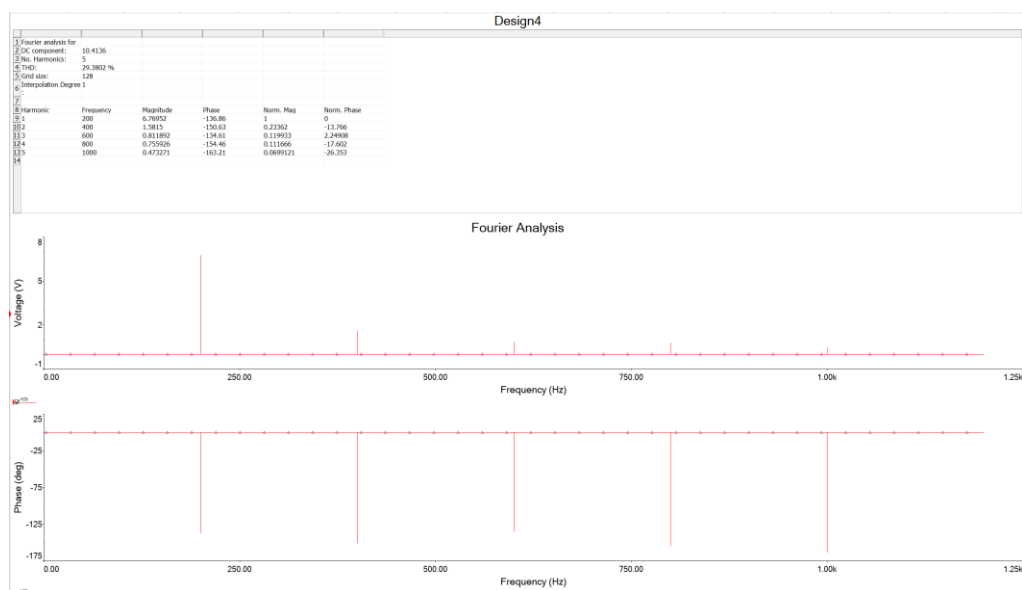 Design4
1 Fourier analysis for
2 DC component: 10.4136
3 No. Harmonics: 5
4 THD: 29.3802 %
5 Grid size: 128
6 Interpolation Degree 1
:
7
8 Harmonic Frequency Magnitude Phase Norm. Mag Norm. Phase
9 1 200 6.76952 -136.86 1 0
10 2 400 1.5815 -150.63 0.23362 -13.766
11 3 600 0.811892 -134.61 0.119933 2.24908
12 4 800 0.755926 -154.46 0.111666 -17.602
13 5 1000 0.473271 -163.21 0.0699121 -26.353
14
Fourier Analysis
8
5
2
-1
Voltage (V)
0.00 250.00 500.00 750.00 1.00k 1.25k
Frequency (Hz)
25
-25
-75
-125
-175
Phase (deg)
0.00 250.00 500.00 750.00 1.00k 1.25k
Frequency (Hz)